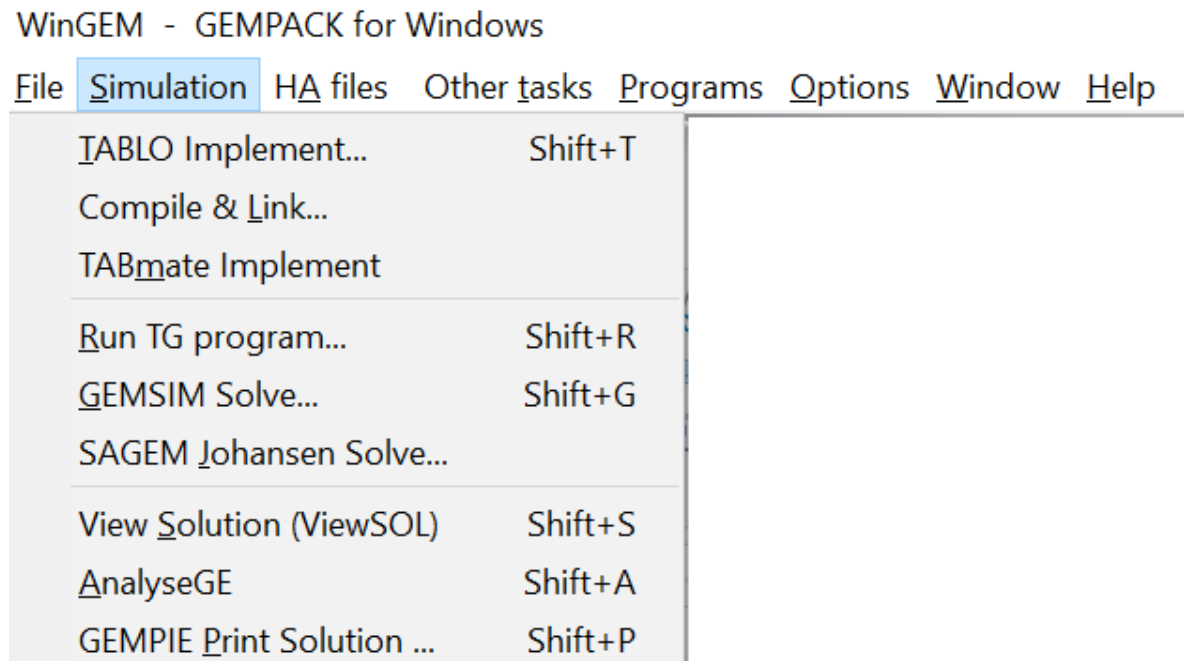 WinGEM - GEMPACK for Windows
File Simulation HA files Other tasks Programs Options Window Help
TABLO Implement... Shift+T
Compile & Link...
TABmate Implement
Run TG program... Shift+R
GEMSIM Solve... Shift+G
SAGEM Johansen Solve...
View Solution (ViewSOL) Shift+S
AnalyseGE Shift+A
GEMPIE Print Solution ... Shift+P